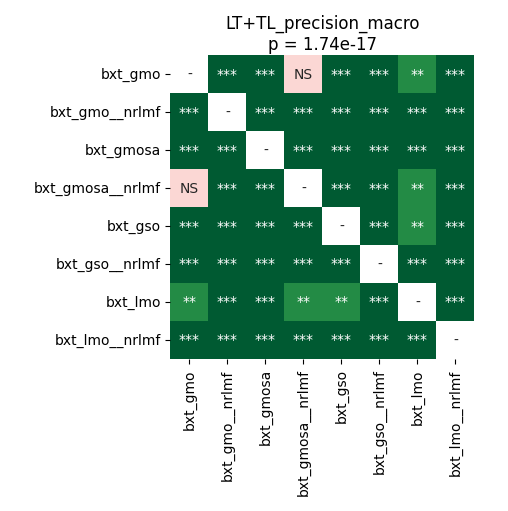 LT+TL_precision_macro
p = 1.74e-17
bxt_gmo - *** *** NS *** *** ** ***
bxt_gmo__nrlmf *** - *** *** *** *** *** ***
bxt_gmosa *** *** - *** *** *** *** ***
bxt_gmosa__nrlmf NS *** *** - *** *** ** ***
bxt_gso *** *** *** *** - *** ** ***
bxt_gso__nrlmf *** *** *** *** *** - *** ***
bxt_lmo ** *** *** ** ** *** - ***
bxt_lmo__nrlmf *** *** *** *** *** *** *** -
bxt_gmo
bxt_gmo__nrlmf
bxt_gmosa
bxt_gmosa__nrlmf
bxt_gso
bxt_gso__nrlmf
bxt_lmo
bxt_lmo__nrlmf